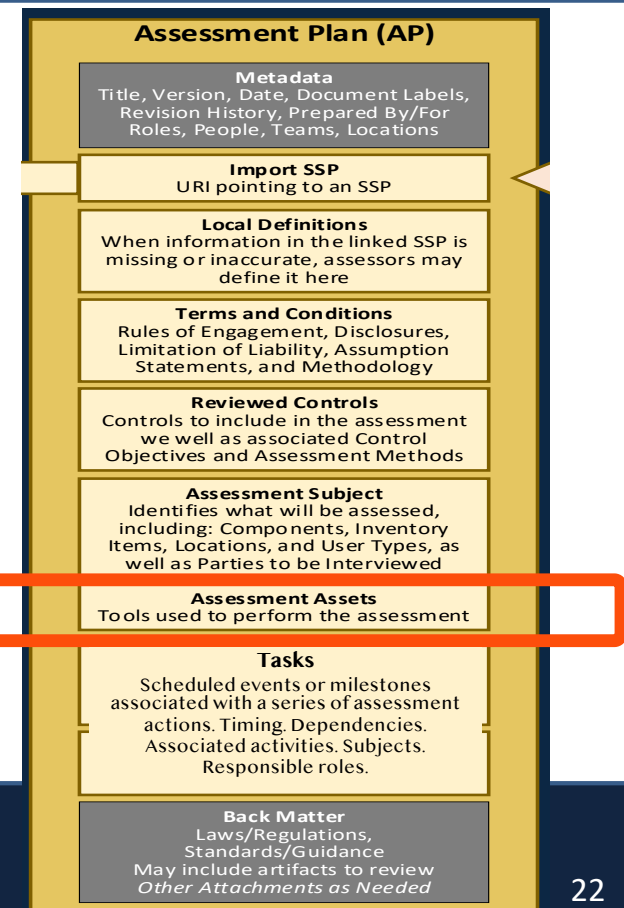 Assessment Plan (AP)
Metadata
Title, Version, Date, Document Labels,
Revision History, Prepared By/For
Roles, People, Teams, Locations
Import SSP
URI pointing to an SSP
Local Definitions
When information in the linked SSP is
missing or inaccurate, assessors may
define it here
Terms and Conditions
Rules of Engagement, Disclosures,
Limitation of Liability, Assumption
Statements, and Methodology
Reviewed Controls
Controls to include in the assessment
we well as associated Control
Objectives and Assessment Methods
Assessment Subject
Identifies what will be assessed,
including: Components, Inventory
Items, Locations, and User Types, as
well as Parties to be Interviewed
Assessment Assets
Tools used to perform the assessment
Tasks
Scheduled events or milestones
associated with a series of assessment
actions. Timing. Dependencies.
Associated activities. Subjects.
Responsible roles.
Back Matter
Laws/Regulations,
Standards/Guidance
May include artifacts to review
Other Attachments as Needed
22